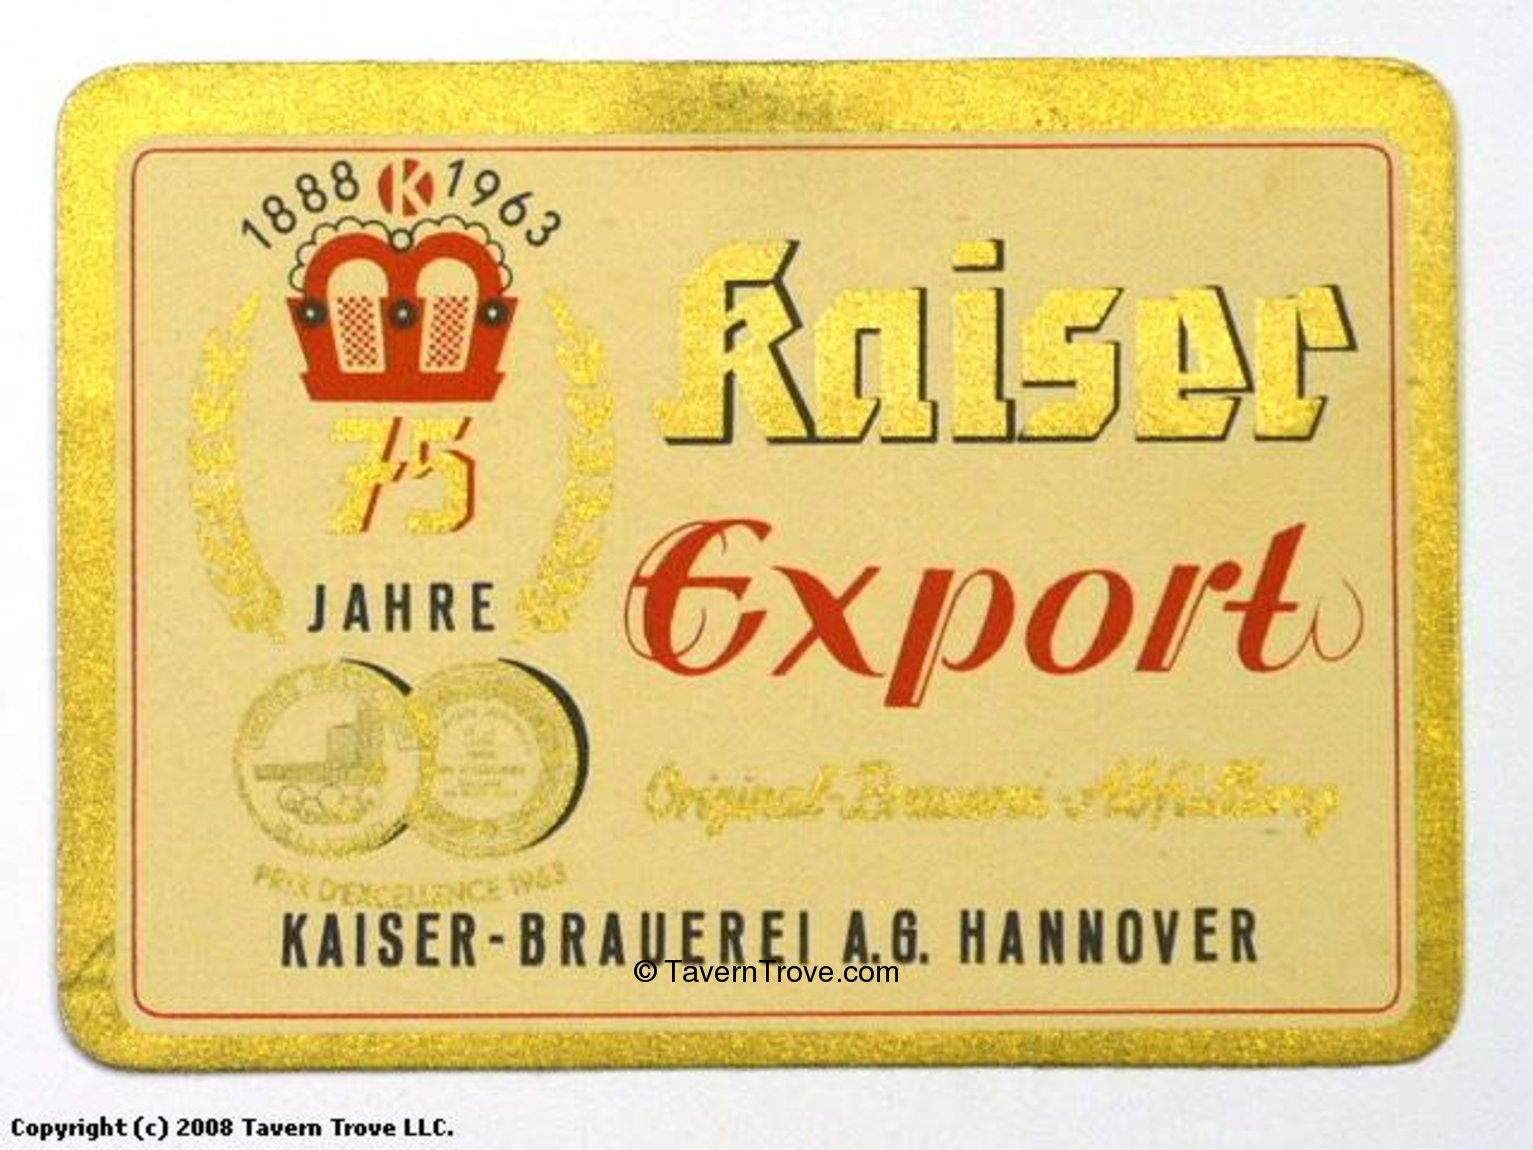 1888 K 1963
75
JAHRE
PRIX D'EXCELLENCE 1963
Kaiser
Export
Original-Brauerei-Abfüllung
KAISER-BRAUEREI A.G. HANNOVER
© TavernTrove.com
Copyright (c) 2008 Tavern Trove LLC.